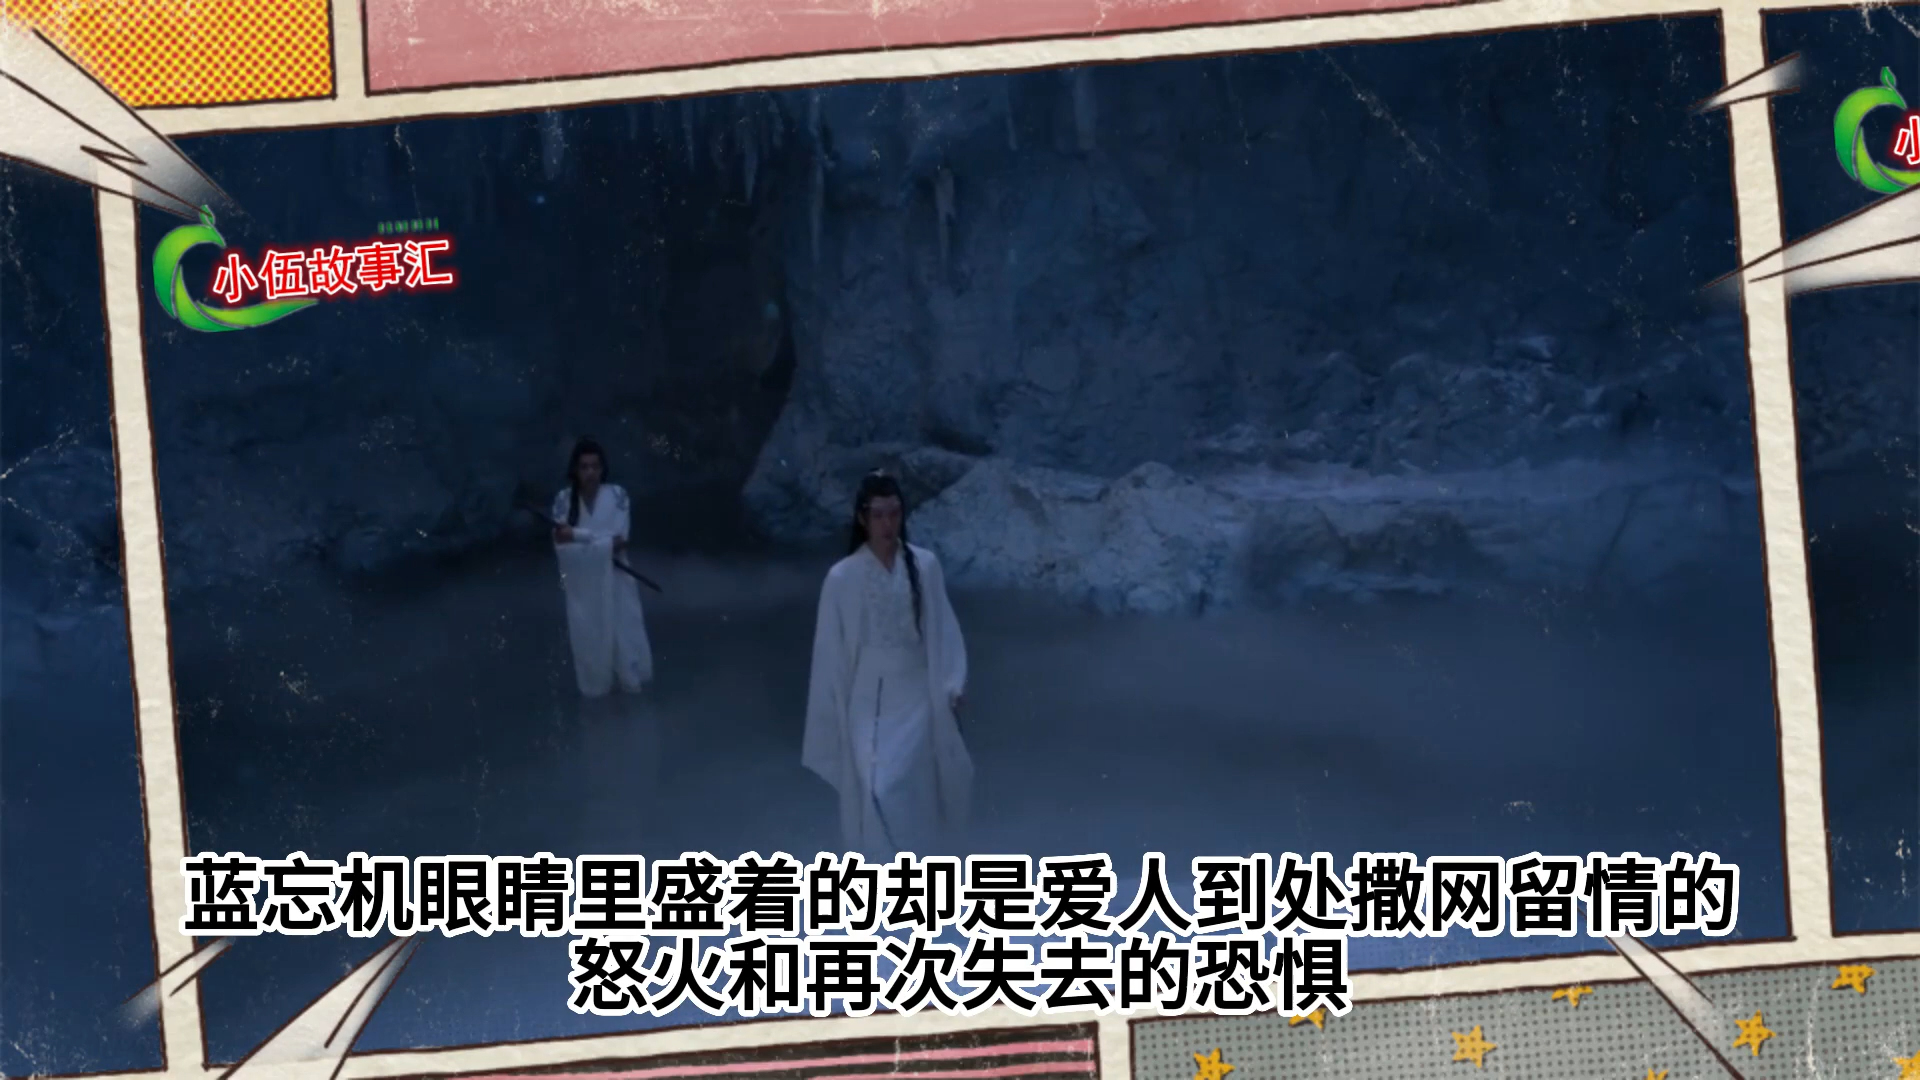 小伍故事汇
小
蓝忘机眼睛里盛着的却是爱人到处撒网留情的
怒火和再次失去的恐惧